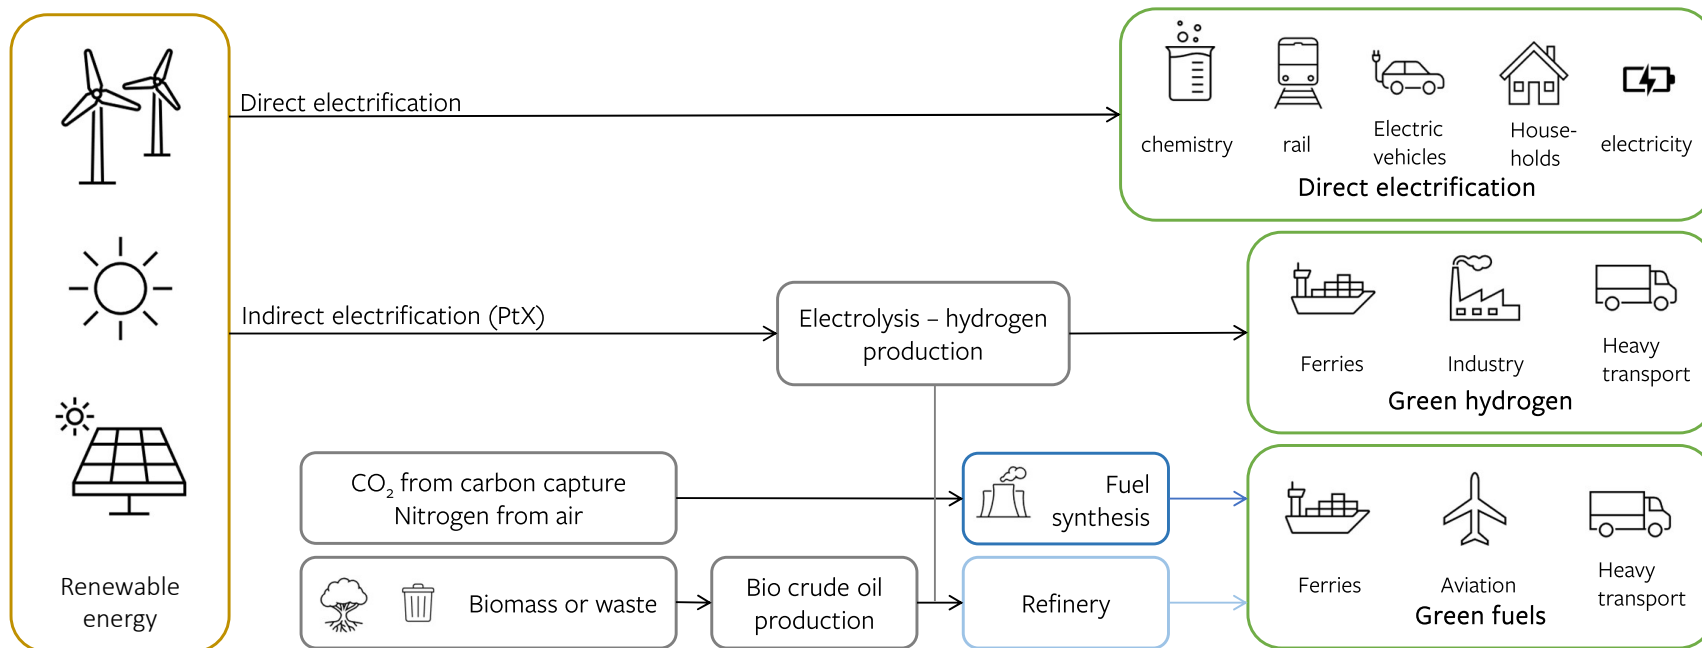 Direct electrification
chemistry
rail
Electric
vehicles
House-
holds
electricity
Direct electrification
Indirect electrification (PtX)
Electrolysis – hydrogen
production
Ferries
Industry
Heavy
transport
Green hydrogen
CO₂ from carbon capture
Nitrogen from air
Fuel
synthesis
Biomass or waste
Bio crude oil
production
Refinery
Ferries
Aviation
Heavy
transport
Green fuels
Renewable
energy